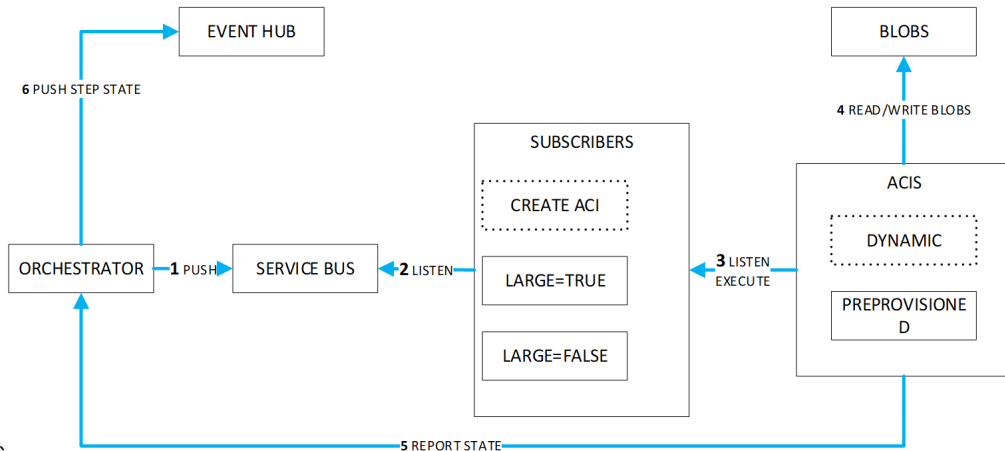 EVENT HUB
BLOBS
6 PUSH STEP STATE
4 READ/WRITE BLOBS
SUBSCRIBERS
ACIS
CREATE ACI
DYNAMIC
ORCHESTRATOR
1 PUSH
SERVICE BUS
2 LISTEN
LARGE=TRUE
3 LISTEN
EXECUTE
PREPROVISIONE
D
LARGE=FALSE
5 REPORT STATE